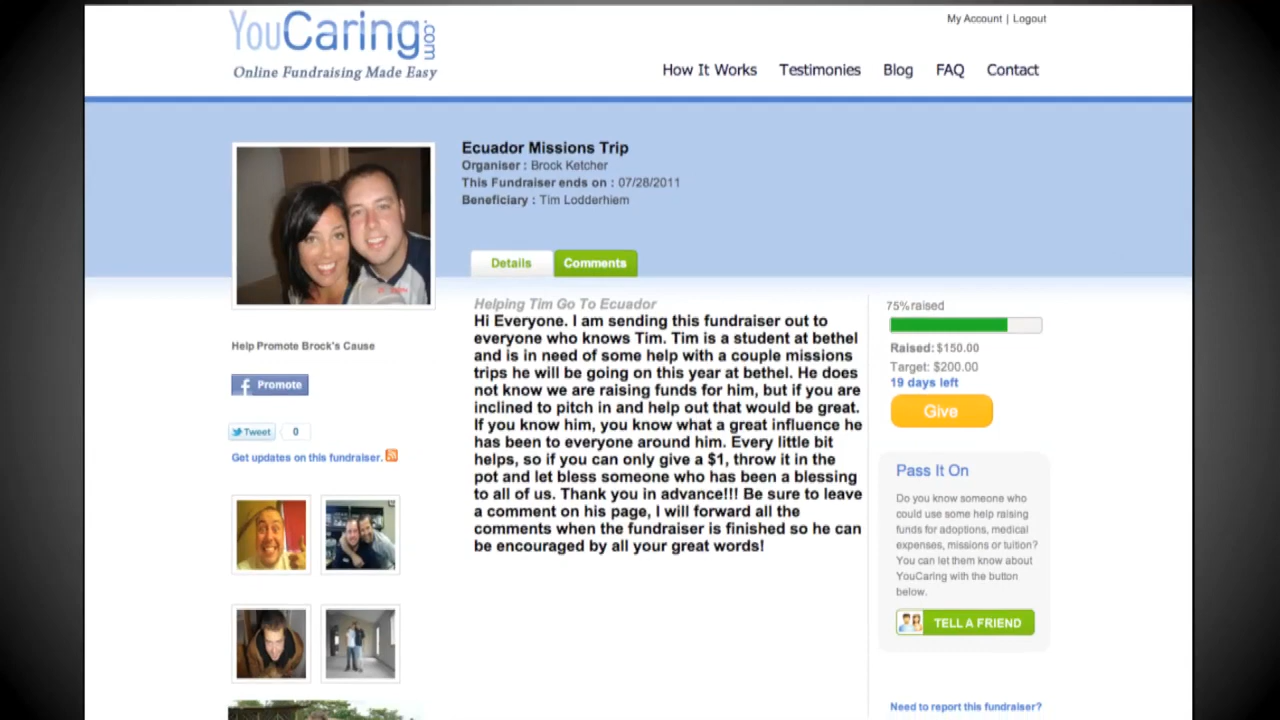 YouCaring.com
Online Fundraising Made Easy
My Account | Logout
How It Works Testimonies Blog FAQ Contact
Ecuador Missions Trip
Organiser : Brock Ketcher
This Fundraiser ends on : 07/28/2011
Beneficiary : Tim Lodderhiem
Details Comments
Help Promote Brock's Cause
f Promote
Tweet 0
Get updates on this fundraiser.
Helping Tim Go To Ecuador
Hi Everyone. I am sending this fundraiser out to
everyone who knows Tim. Tim is a student at bethel
and is in need of some help with a couple missions
trips he will be going on this year at bethel. He does
not know we are raising funds for him, but if you are
inclined to pitch in and help out that would be great.
If you know him, you know what a great influence he
has been to everyone around him. Every little bit
helps, so if you can only give a $1, throw it in the
pot and let bless someone who has been a blessing
to all of us. Thank you in advance!!! Be sure to leave
a comment on his page, I will forward all the
comments when the fundraiser is finished so he can
be encouraged by all your great words!
75%raised
Raised: $150.00
Target: $200.00
19 days left
Give
Pass It On
Do you know someone who
could use some help raising
funds for adoptions, medical
expenses, missions or tuition?
You can let them know about
YouCaring with the button
below.
TELL A FRIEND
Need to report this fundraiser?